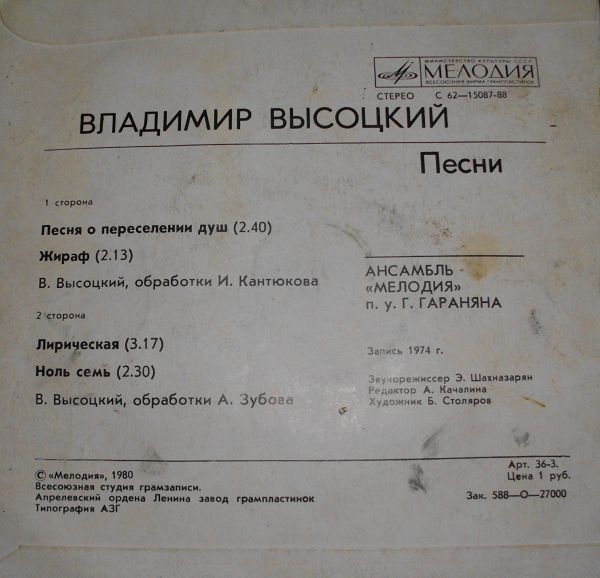 МИНИСТЕРСТВО КУЛЬТУРЫ СССР
МЕЛОДИЯ
ВСЕСОЮЗНАЯ ФИРМА ГРАМПЛАСТИНОК
СТЕРЕО С 62—15087-88
ВЛАДИМИР ВЫСОЦКИЙ
Песни
1 сторона
Песня о переселении душ (2.40)
Жираф (2.13)
В. Высоцкий, обработки И. Кантюкова
2 сторона
Лирическая (3.17)
Ноль семь (2.30)
В. Высоцкий, обработки А. Зубова
АНСАМБЛЬ
«МЕЛОДИЯ»
п. у. Г. ГАРАНЯНА
Запись 1974 г.
Звукорежиссер Э. Шахназарян
Редактор А. Качалина
Художник Б. Столяров
© «Мелодия», 1980
Всесоюзная студия грамзаписи.
Апрелевский ордена Ленина завод грампластинок
Типография АЗГ
Арт. 36-3.
Цена 1 руб.
Зак. 588—О—27000